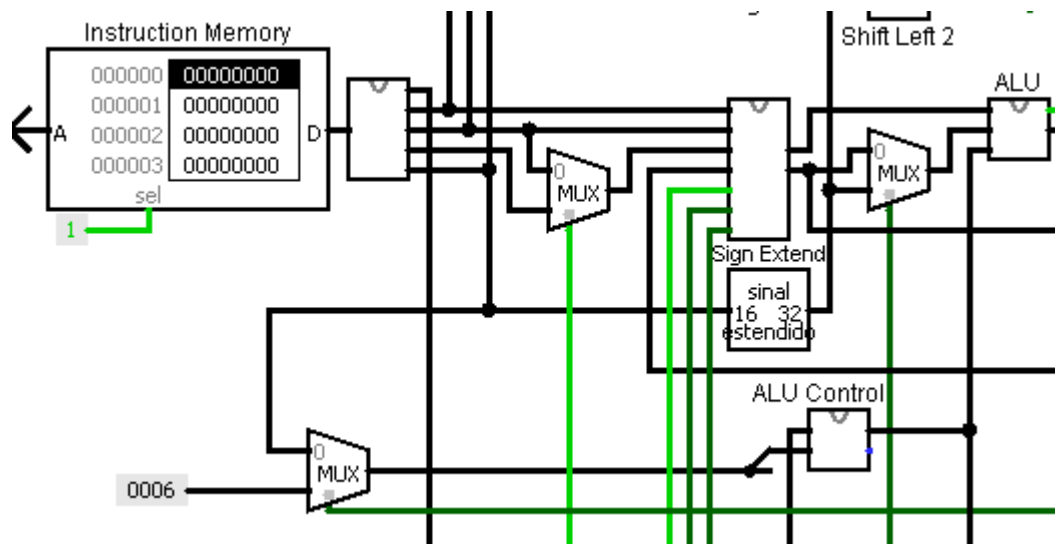 Instruction Memory
000000 00000000
000001 00000000
000002 00000000
000003 00000000
A
D
sel
1
Shift Left 2
ALU
0
MUX
0
MUX
Sign Extend
sinal
16 32
estendido
ALU Control
0
MUX
0006